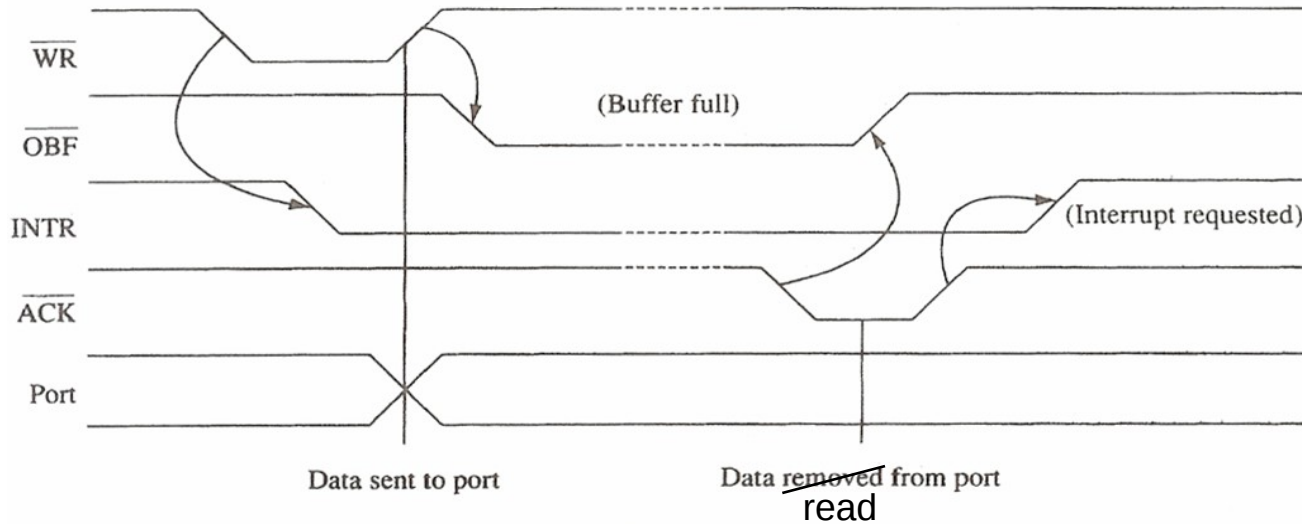 WR
(Buffer full)
OBF
INTR
(Interrupt requested)
ACK
Port
Data sent to port
Data removed from port
read